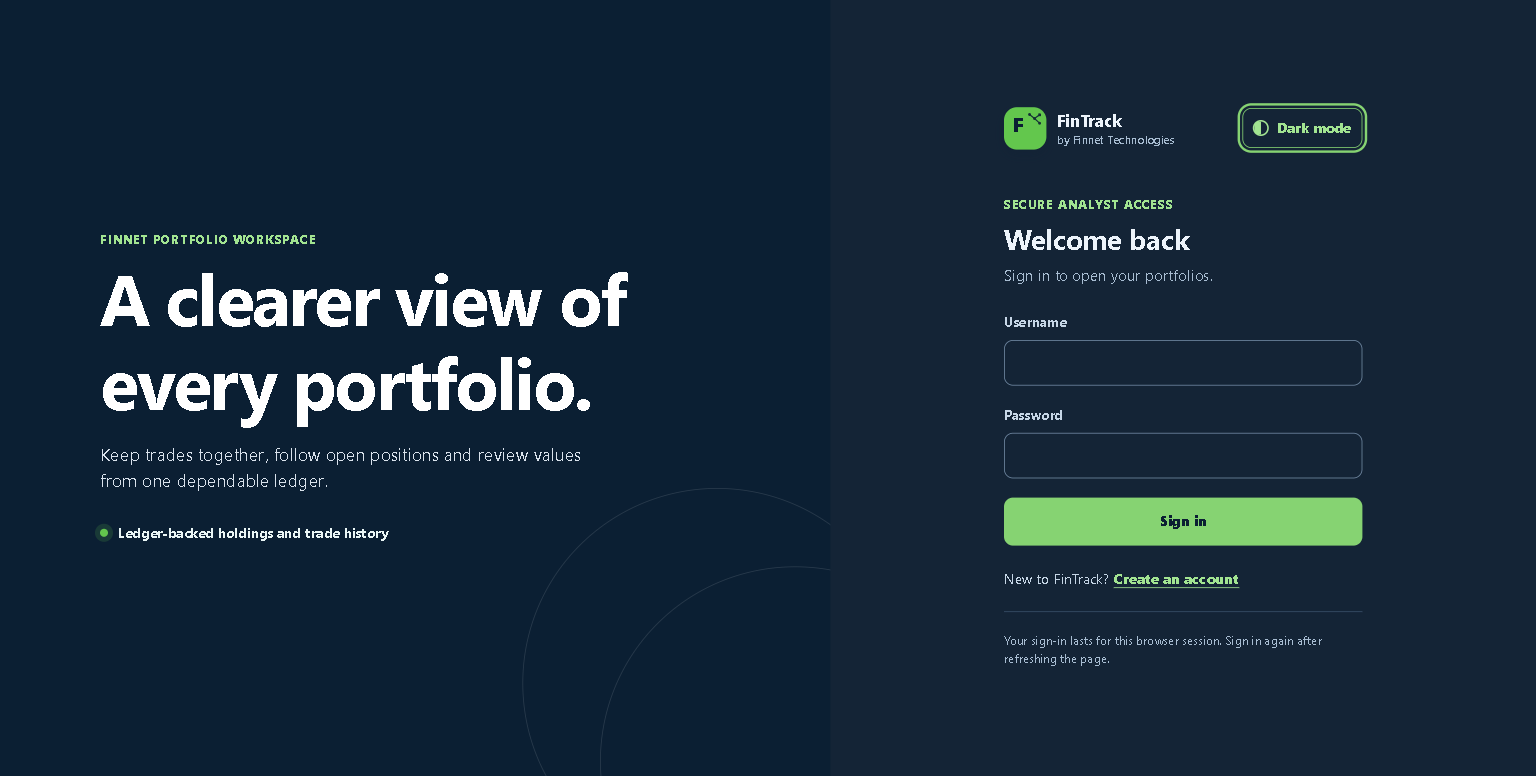 FINNET PORTFOLIO WORKSPACE
A clearer view of
every portfolio.
Keep trades together, follow open positions and review values
from one dependable ledger.
Ledger-backed holdings and trade history
F
FinTrack
by Finnet Technologies
Dark mode
SECURE ANALYST ACCESS
Welcome back
Sign in to open your portfolios.
Username
Password
Sign in
New to FinTrack? Create an account
Your sign-in lasts for this browser session. Sign in again after
refreshing the page.